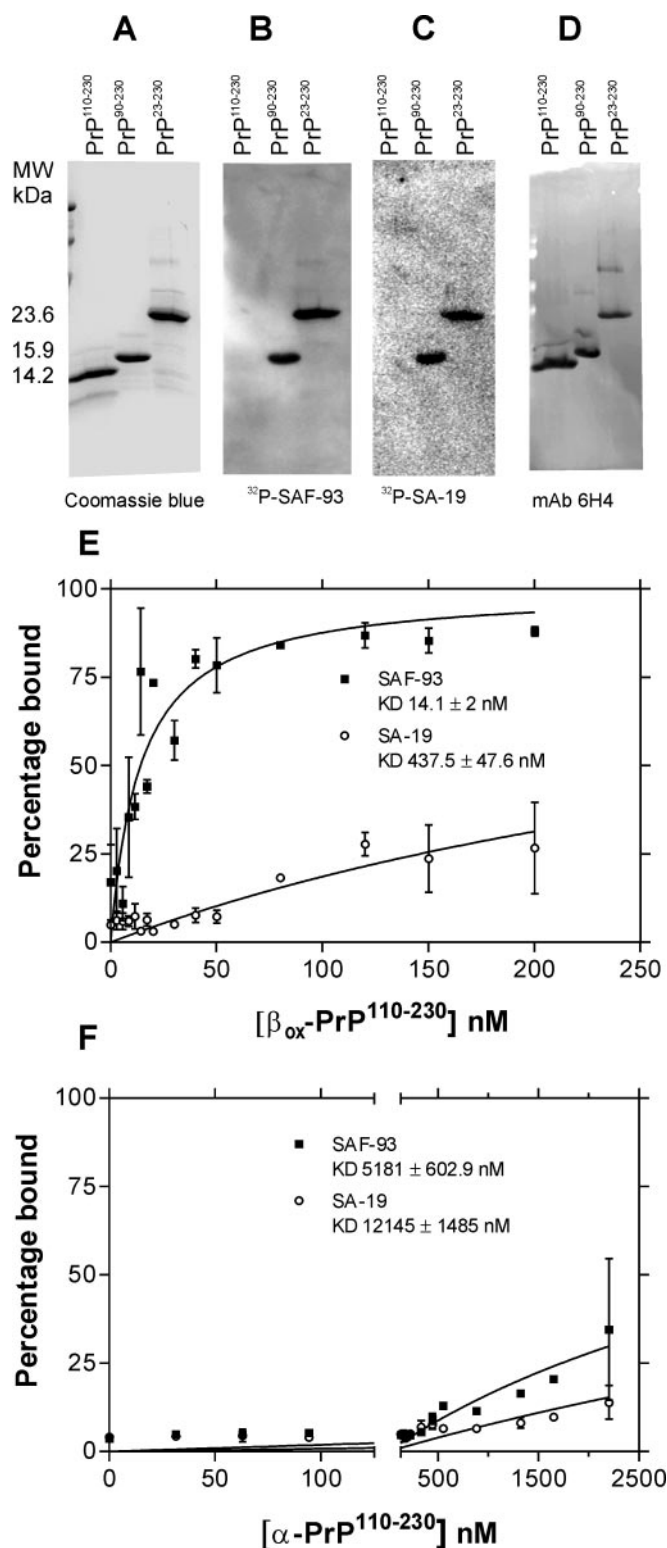 A
B
C
D
PrP110-230
PrP90-230
PrP23-230
PrP110-230
PrP90-230
PrP23-230
PrP110-230
PrP90-230
PrP23-230
PrP110-230
PrP90-230
PrP23-230
MW
kDa
23.6
15.9
14.2
Coomassie blue
32P-SAF-93
32P-SA-19
mAb 6H4
E
Percentage bound
100
75
50
25
0
SAF-93
KD 14.1 ± 2 nM
SA-19
KD 437.5 ± 47.6 nM
0 50 100 150 200 250
[βox-PrP110-230] nM
F
Percentage bound
100
75
50
25
0
SAF-93
KD 5181 ± 602.9 nM
SA-19
KD 12145 ± 1485 nM
0 50 100 500 1500 2500
[α-PrP110-230] nM